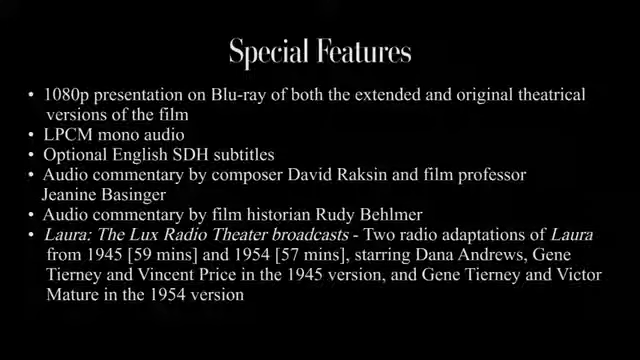 Special Features
• 1080p presentation on Blu-ray of both the extended and original theatrical
versions of the film
• LPCM mono audio
• Optional English SDH subtitles
• Audio commentary by composer David Raksin and film professor
Jeanine Basinger
• Audio commentary by film historian Rudy Behlmer
• Laura: The Lux Radio Theater broadcasts - Two radio adaptations of Laura
from 1945 [59 mins] and 1954 [57 mins], starring Dana Andrews, Gene
Tierney and Vincent Price in the 1945 version, and Gene Tierney and Victor
Mature in the 1954 version